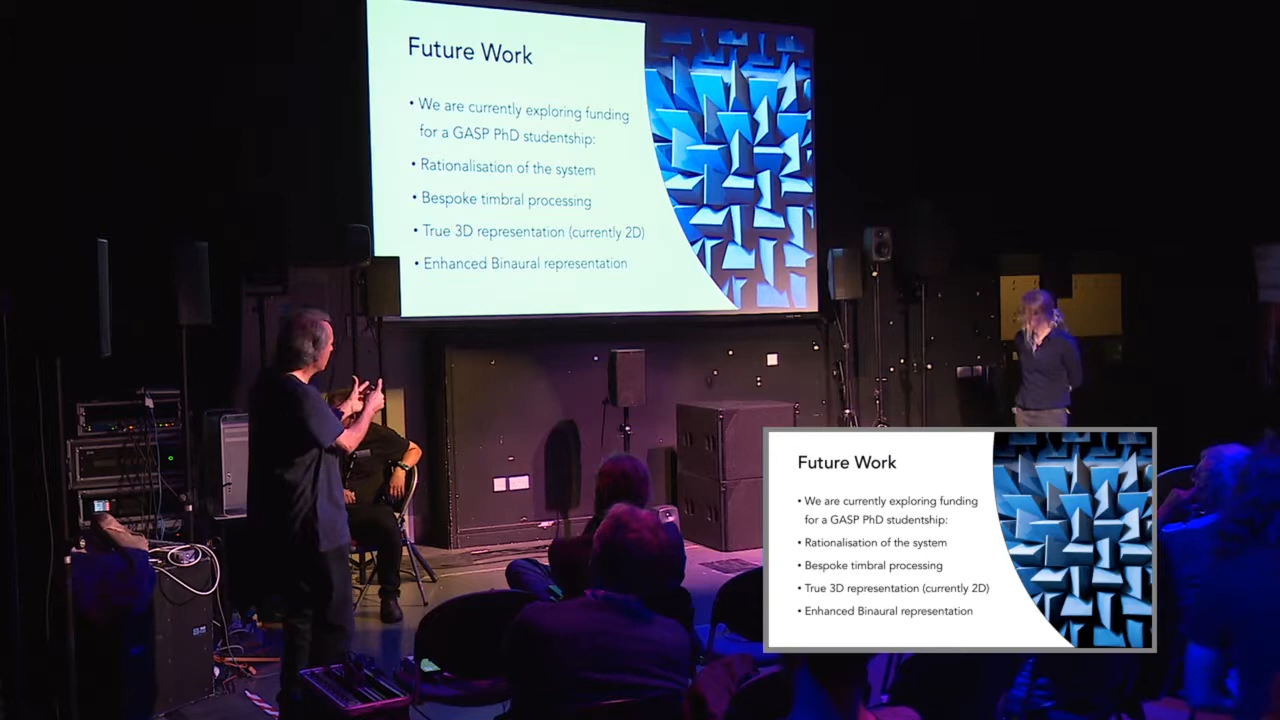 Future Work
• We are currently exploring funding
for a GASP PhD studentship:
• Rationalisation of the system
• Bespoke timbral processing
• True 3D representation (currently 2D)
• Enhanced Binaural representation
Future Work
• We are currently exploring funding
for a GASP PhD studentship:
• Rationalisation of the system
• Bespoke timbral processing
• True 3D representation (currently 2D)
• Enhanced Binaural representation